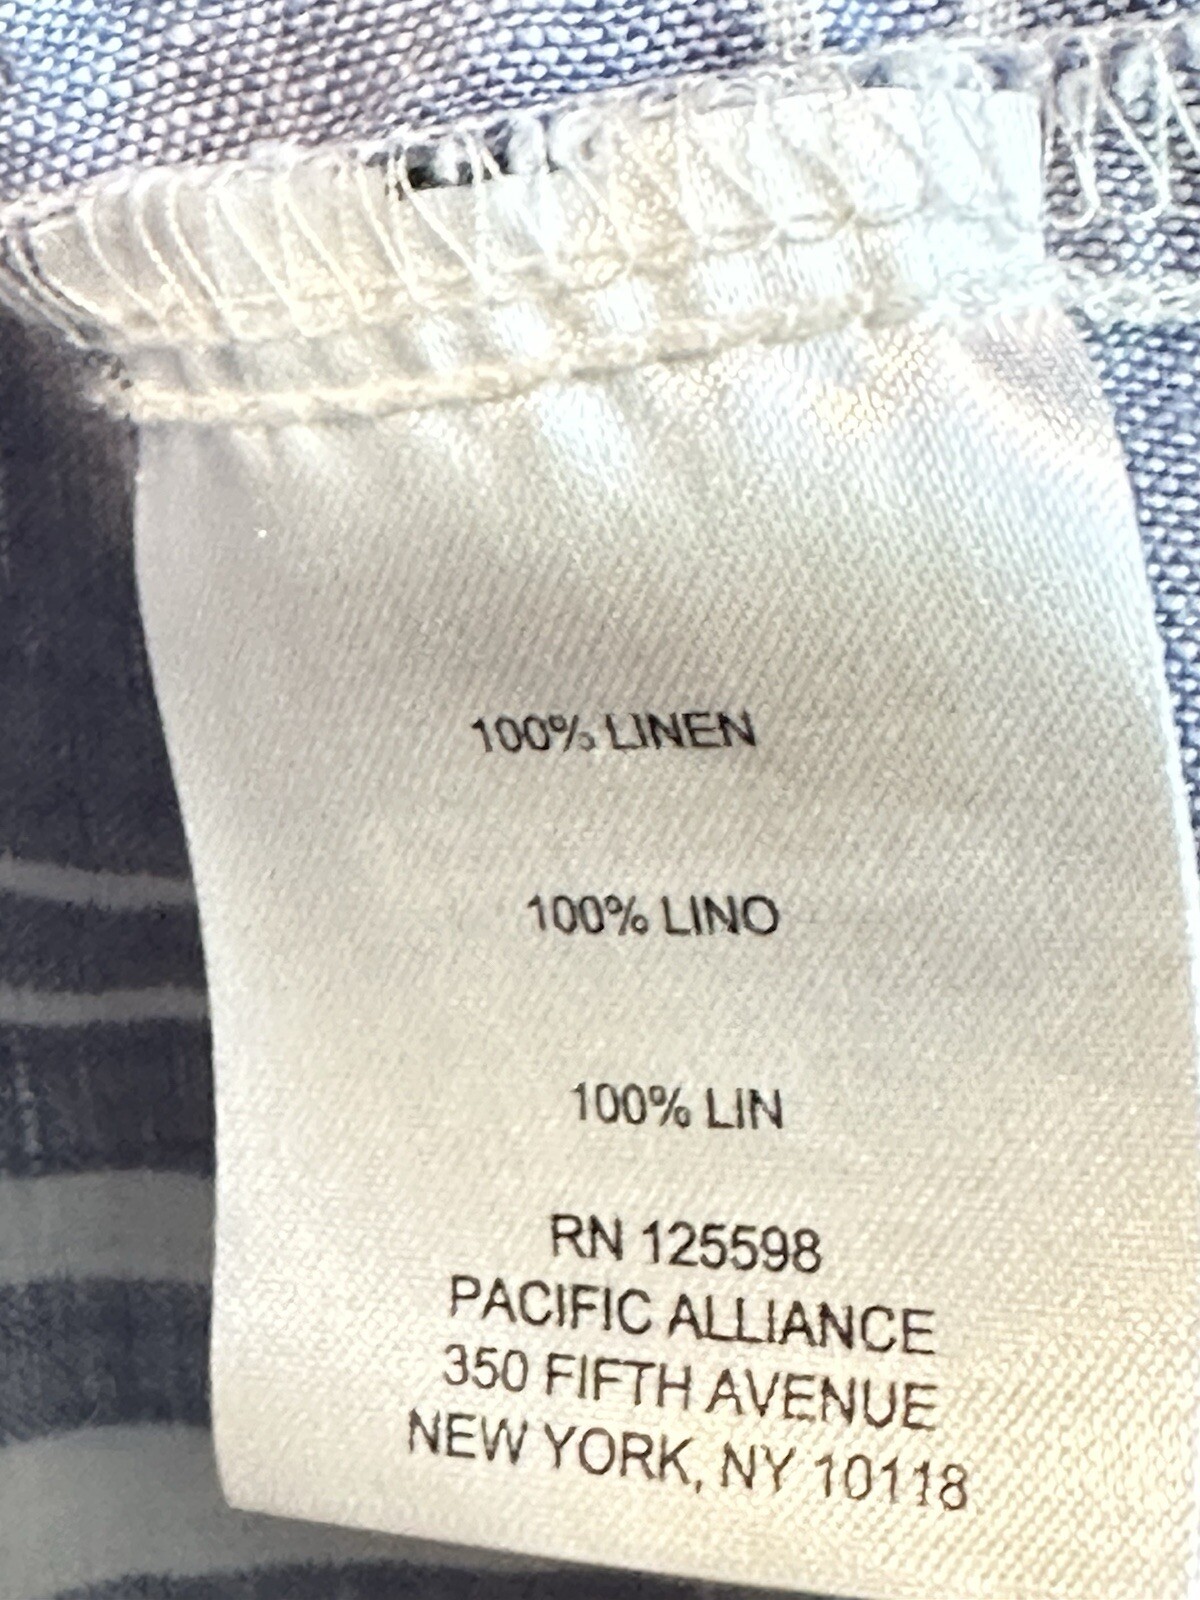 100% LINEN
100% LINO
100% LIN
RN 125598
PACIFIC ALLIANCE
350 FIFTH AVENUE
NEW YORK, NY 10118